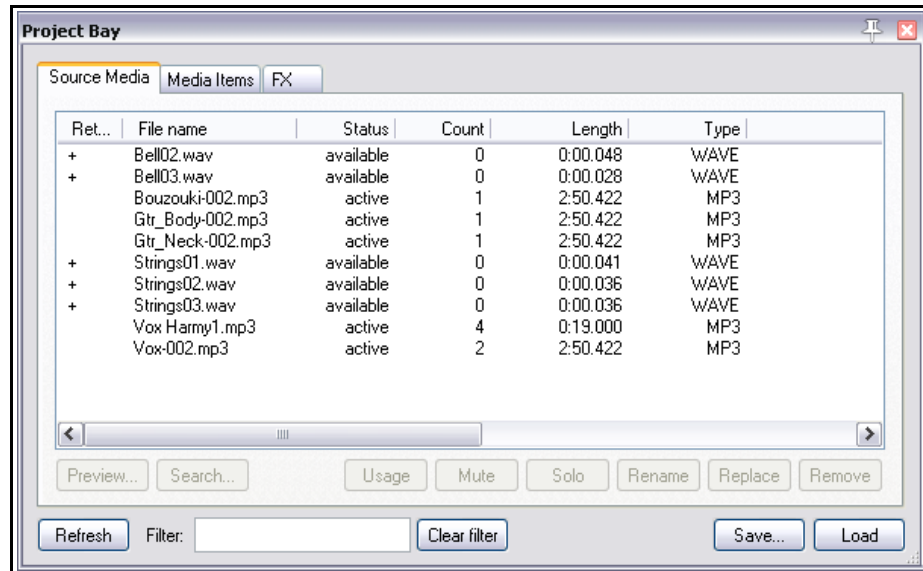 Project Bay
Source Media Media Items FX
Ret... File name Status Count Length Type
+ Bell02.wav available 0 0:00.048 WAVE
+ Bell03.wav available 0 0:00.028 WAVE
Bouzouki-002.mp3 active 1 2:50.422 MP3
Gtr_Body-002.mp3 active 1 2:50.422 MP3
Gtr_Neck-002.mp3 active 1 2:50.422 MP3
+ Strings01.wav available 0 0:00.041 WAVE
+ Strings02.wav available 0 0:00.036 WAVE
+ Strings03.wav available 0 0:00.036 WAVE
Vox Harmy1.mp3 active 4 0:19.000 MP3
Vox-002.mp3 active 2 2:50.422 MP3
Preview... Search... Usage Mute Solo Rename Replace Remove
Refresh Filter: Clear filter Save... Load